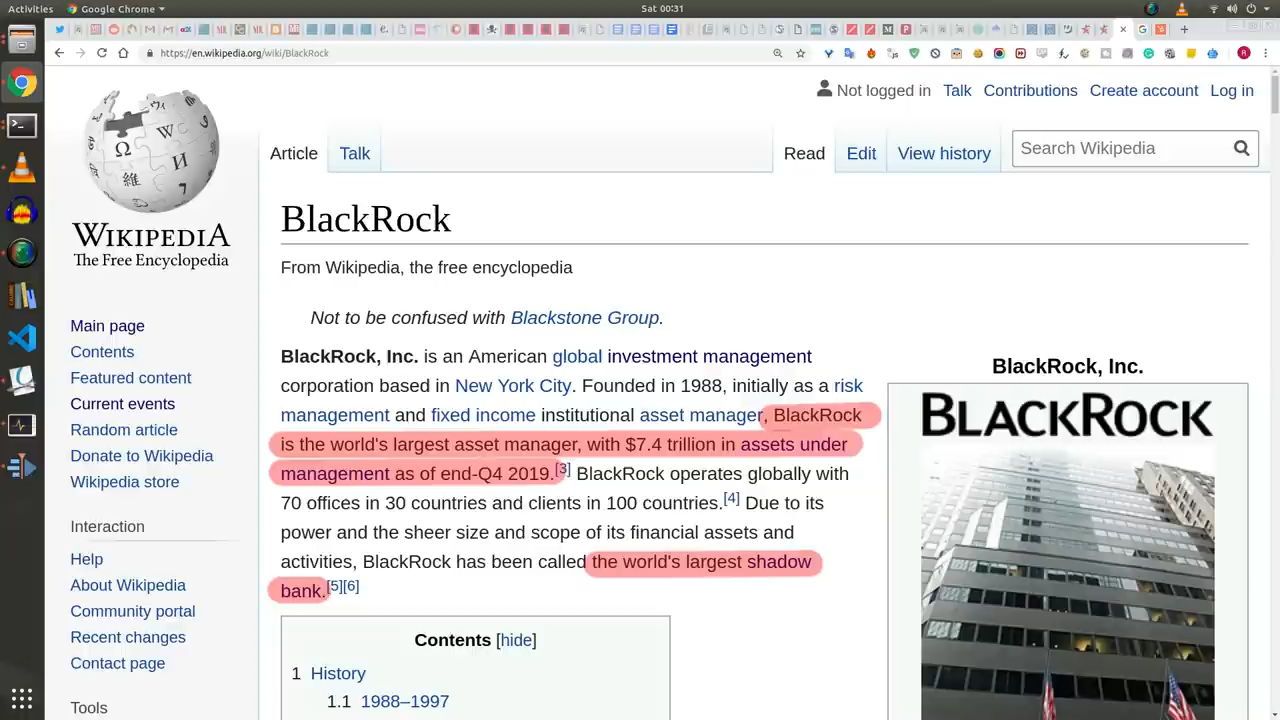 Activities Google Chrome Sat 00:31
https://en.wikipedia.org/wiki/BlackRock
Not logged in Talk Contributions Create account Log in
Article Talk Read Edit View history Search Wikipedia
WIKIPEDIA
The Free Encyclopedia
BlackRock
From Wikipedia, the free encyclopedia
Not to be confused with Blackstone Group.
BlackRock, Inc. is an American global investment management
corporation based in New York City. Founded in 1988, initially as a risk
management and fixed income institutional asset manager, BlackRock
is the world's largest asset manager, with $7.4 trillion in assets under
management as of end-Q4 2019.[3] BlackRock operates globally with
70 offices in 30 countries and clients in 100 countries.[4] Due to its
power and the sheer size and scope of its financial assets and
activities, BlackRock has been called the world's largest shadow
bank.[5][6]
Contents [hide]
1 History
1.1 1988–1997
BlackRock, Inc.
BLACKROCK
Main page
Contents
Featured content
Current events
Random article
Donate to Wikipedia
Wikipedia store
Interaction
Help
About Wikipedia
Community portal
Recent changes
Contact page
Tools